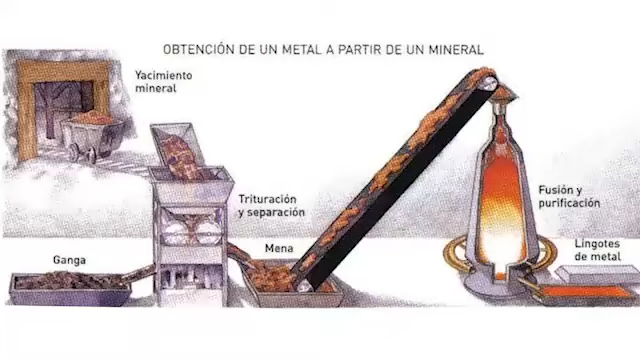 OBTENCIÓN DE UN METAL A PARTIR DE UN MINERAL
Yacimiento
mineral
Trituración
y separación
Fusión y
purificación
Ganga
Mena
Lingotes
de metal